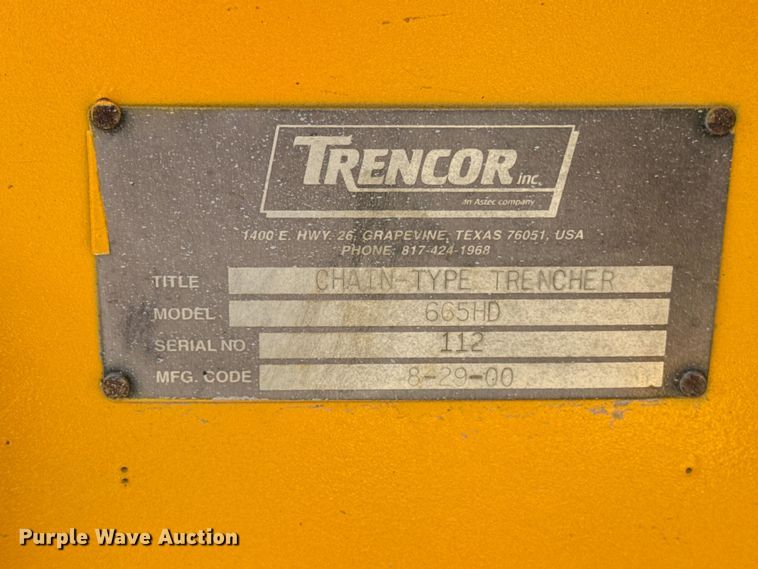 TRENCOR inc.
an Astec company
1400 E. HWY. 26, GRAPEVINE, TEXAS 76051, USA
PHONE: 817-424-1968
TITLE CHAIN-TYPE TRENCHER
MODEL 665HD
SERIAL NO. 112
MFG. CODE 8-29-00
Purple Wave Auction